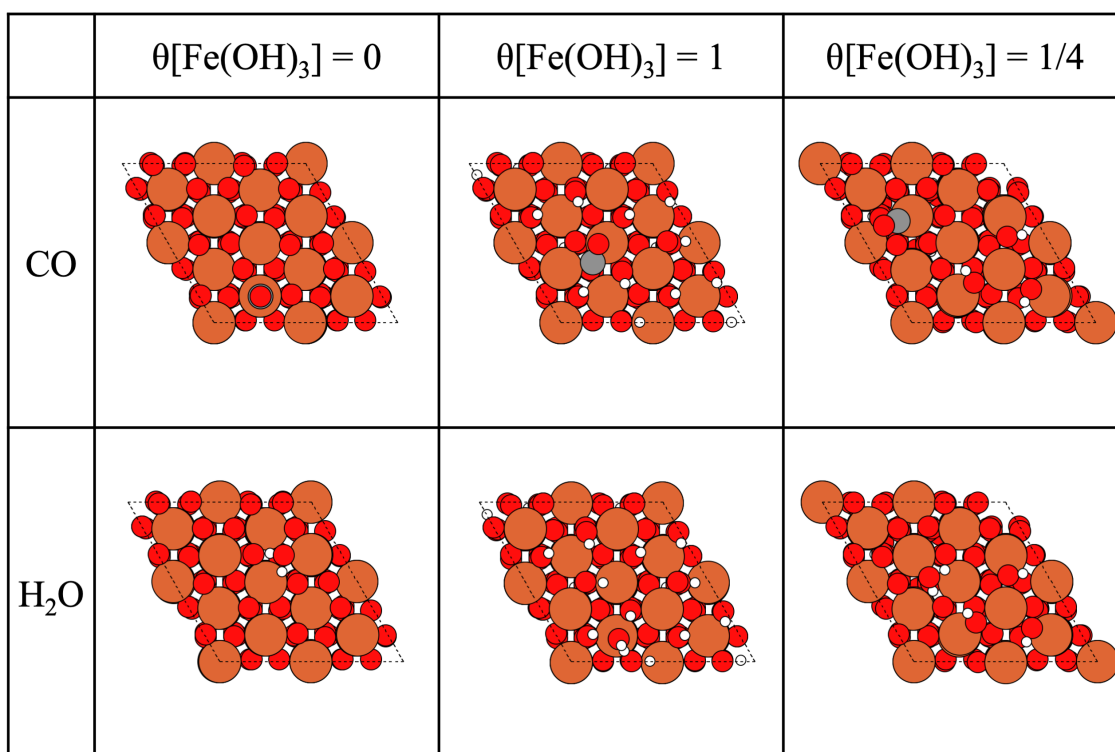 θ[Fe(OH)₃] = 0
θ[Fe(OH)₃] = 1
θ[Fe(OH)₃] = 1/4
CO
H₂O